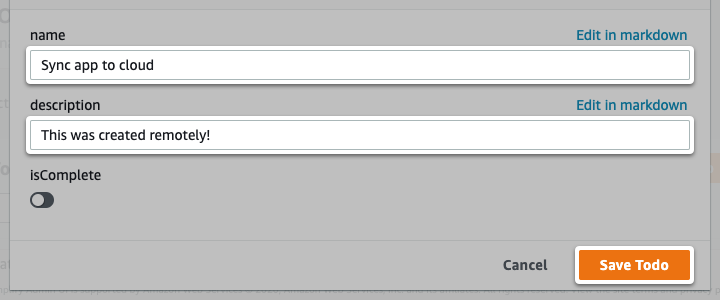 name
Edit in markdown
Sync app to cloud
description
Edit in markdown
This was created remotely!
isComplete
Cancel
Save Todo